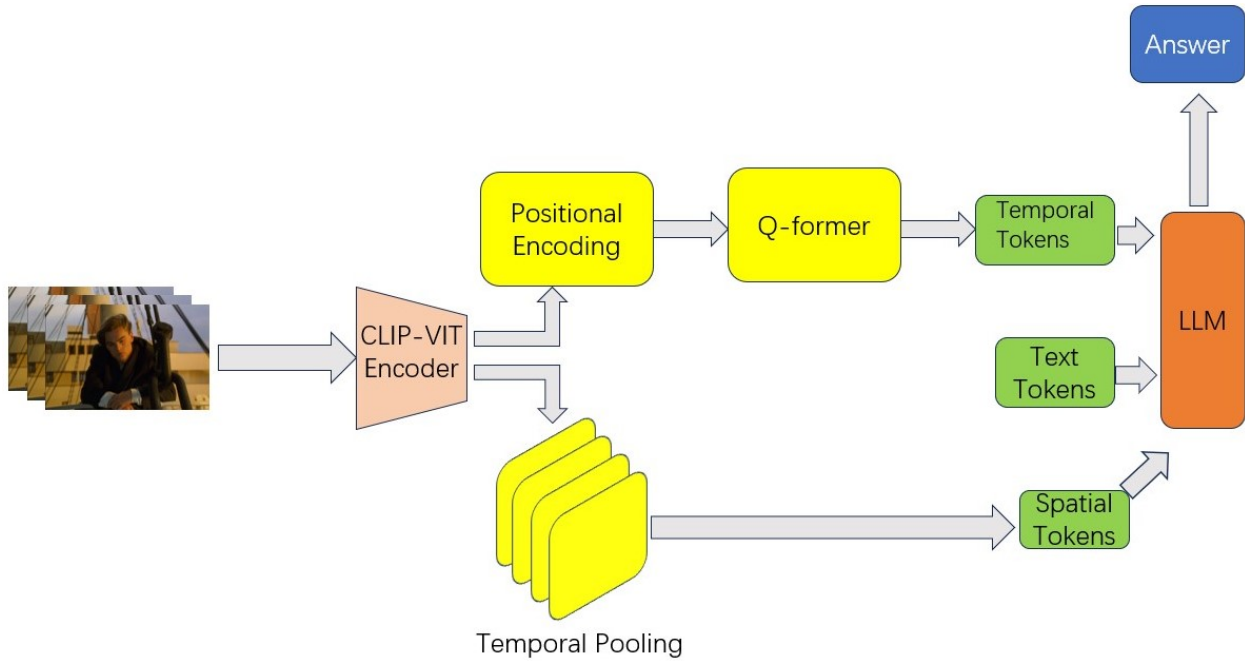 Answer
Positional
Encoding
Q-former
Temporal
Tokens
CLIP-VIT
Encoder
LLM
Text
Tokens
Spatial
Tokens
Temporal Pooling